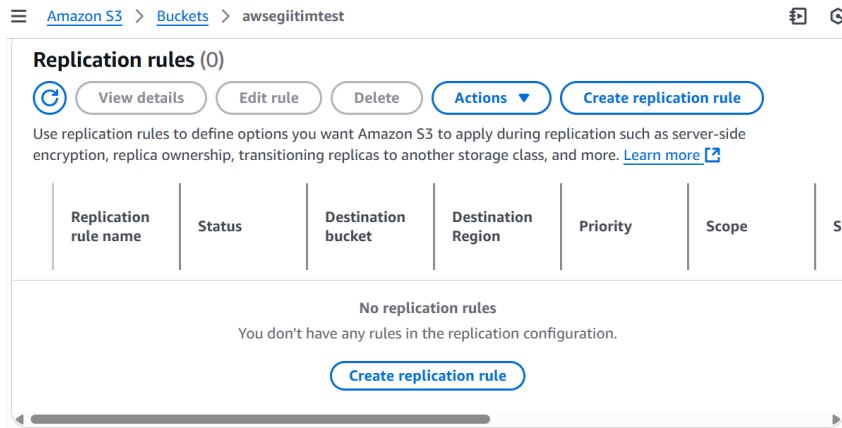 Amazon S3 > Buckets > awsegiitimtest
Replication rules (0)
View details Edit rule Delete Actions ▼ Create replication rule
Use replication rules to define options you want Amazon S3 to apply during replication such as server-side
encryption, replica ownership, transitioning replicas to another storage class, and more. Learn more
Replication rule name Status Destination bucket Destination Region Priority Scope S
No replication rules
You don't have any rules in the replication configuration.
Create replication rule